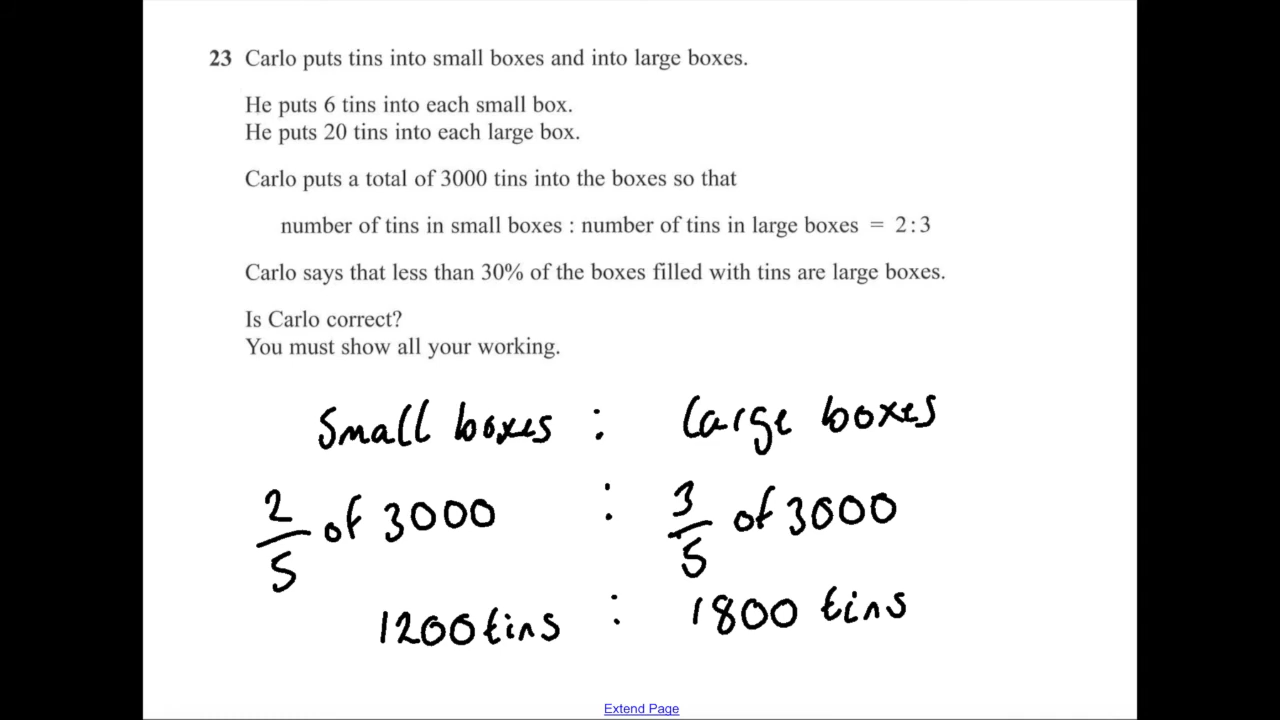 23 Carlo puts tins into small boxes and into large boxes.
He puts 6 tins into each small box.
He puts 20 tins into each large box.
Carlo puts a total of 3000 tins into the boxes so that
number of tins in small boxes : number of tins in large boxes = 2 : 3
Carlo says that less than 30% of the boxes filled with tins are large boxes.
Is Carlo correct?
You must show all your working.
Small boxes : Large boxes
2/5 of 3000 : 3/5 of 3000
1200 tins : 1800 tins
Extend Page